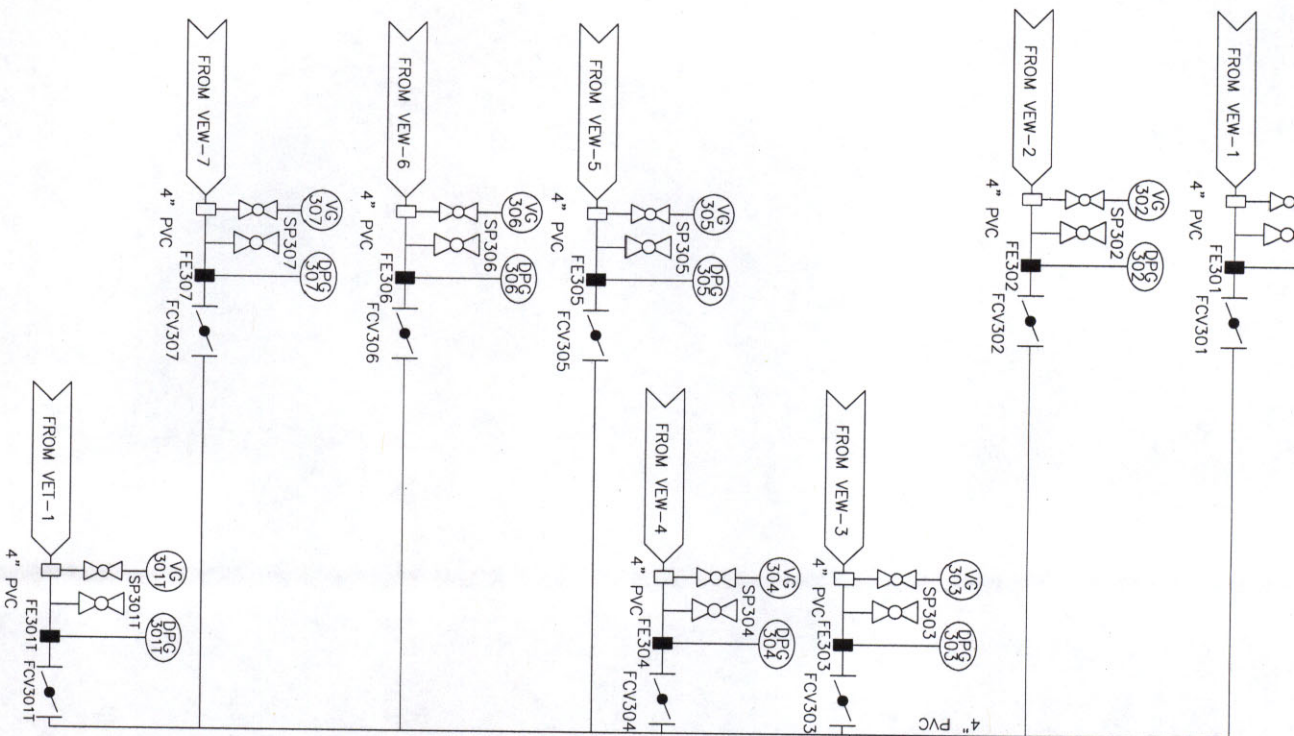 FROM VEW-1
4" PVC
FE301
FCV301
FROM VEW-2
4" PVC
VG
302
SP302
DPG
302
FE302
FCV302
FROM VEW-5
4" PVC
VG
305
SP305
DPG
305
FE305
FCV305
FROM VEW-6
4" PVC
VG
306
SP306
DPG
306
FE306
FCV306
FROM VEW-7
4" PVC
VG
307
SP307
DPG
307
FE307
FCV307
FROM VEW-3
4" PVC
VG
303
SP303
DPG
303
FE303
FCV303
4" PVC
FROM VEW-4
4" PVC
VG
304
SP304
DPG
304
FE304
FCV304
FROM VET-1
4" PVC
VG
301T
SP301T
DPG
301T
FE301T
FCV301T